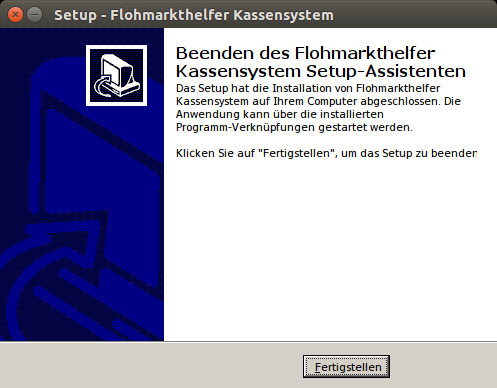 Setup - Flohmarkthelfer Kassensystem
Beenden des Flohmarkthelfer
Kassensystem Setup-Assistenten
Das Setup hat die Installation von Flohmarkthelfer
Kassensystem auf Ihrem Computer abgeschlossen. Die
Anwendung kann über die installierten
Programm-Verknüpfungen gestartet werden.
Klicken Sie auf "Fertigstellen", um das Setup zu beenden
Fertigstellen